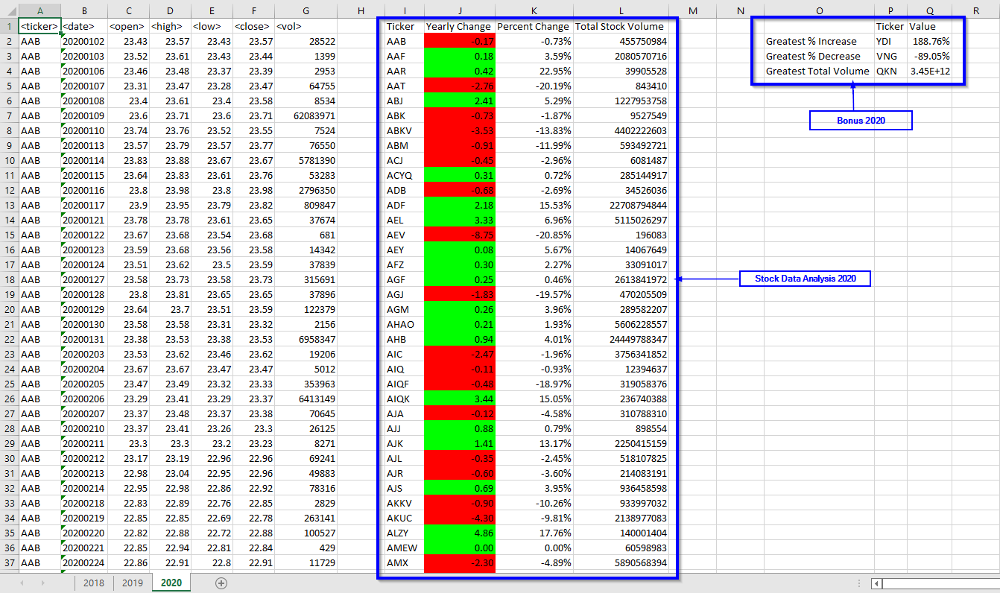 A B C D E F G H I J K L M N O P Q R
1 <ticker> <date> <open> <high> <low> <close> <vol> Ticker Yearly Change Percent Change Total Stock Volume Ticker Value
2 AAB 20200102 23.43 23.57 23.43 23.57 28522 AAB -0.17 -0.73% 455750984 Greatest % Increase YDI 188.76%
3 AAB 20200103 23.52 23.61 23.43 23.44 1399 AAF 0.18 3.59% 2080570716 Greatest % Decrease VNG -89.05%
4 AAB 20200106 23.46 23.48 23.37 23.39 2953 AAR 0.42 22.95% 39905528 Greatest Total Volume QKN 3.45E+12
5 AAB 20200107 23.31 23.47 23.28 23.47 64755 AAT -2.76 -20.19% 843410
6 AAB 20200108 23.4 23.61 23.4 23.58 8534 ABJ 2.41 5.29% 1227953758
7 AAB 20200109 23.6 23.71 23.6 23.71 62083971 ABK -0.73 -1.87% 9527549
Bonus 2020
8 AAB 20200110 23.74 23.76 23.52 23.55 7524 ABKV -3.53 -13.83% 4402222603
9 AAB 20200113 23.57 23.79 23.57 23.77 76550 ABM -0.91 -11.99% 593492721
10 AAB 20200114 23.83 23.88 23.67 23.67 5781390 ACJ -0.45 -2.96% 6081487
11 AAB 20200115 23.64 23.83 23.61 23.76 53283 ACYQ 0.31 0.72% 285144917
12 AAB 20200116 23.8 23.98 23.8 23.98 2796350 ADB -0.68 -2.69% 34526036
13 AAB 20200117 23.9 23.95 23.79 23.82 809847 ADF 2.18 15.53% 22708794844
14 AAB 20200121 23.78 23.78 23.61 23.65 37674 AEL 3.33 6.96% 5115026297
15 AAB 20200122 23.67 23.68 23.54 23.68 681 AEV -8.75 -20.85% 196083
16 AAB 20200123 23.59 23.68 23.56 23.58 14342 AEY 0.08 5.67% 14067649
17 AAB 20200124 23.51 23.62 23.5 23.59 37839 AFZ 0.30 2.27% 33091017
18 AAB 20200127 23.58 23.73 23.58 23.73 315691 AGF 0.25 0.46% 2613841972 Stock Data Analysis 2020
19 AAB 20200128 23.8 23.81 23.65 23.65 37896 AGJ -1.83 -19.57% 470205509
20 AAB 20200129 23.64 23.7 23.51 23.59 122379 AGM 0.26 3.96% 289582207
21 AAB 20200130 23.58 23.58 23.31 23.32 2156 AHAO 0.21 1.93% 5606228557
22 AAB 20200131 23.38 23.53 23.38 23.53 6958347 AHB 0.94 4.01% 24449788347
23 AAB 20200203 23.53 23.62 23.46 23.62 19206 AIC -2.47 -1.96% 3756341852
24 AAB 20200204 23.67 23.67 23.47 23.47 5012 AIQ -0.11 -0.93% 12394637
25 AAB 20200205 23.47 23.49 23.32 23.33 353963 AIQF -0.48 -18.97% 319058376
26 AAB 20200206 23.29 23.41 23.29 23.37 6413149 AIQK 3.44 15.05% 236740388
27 AAB 20200207 23.37 23.48 23.37 23.38 70645 AJA -0.12 -4.58% 310788310
28 AAB 20200210 23.37 23.41 23.26 23.3 26125 AJJ 0.88 0.79% 898554
29 AAB 20200211 23.3 23.3 23.2 23.23 8271 AJK 1.41 13.17% 2250415159
30 AAB 20200212 23.17 23.19 22.96 22.96 69241 AJL -0.35 -2.45% 518107825
31 AAB 20200213 22.98 23.04 22.95 22.96 49883 AJR -0.60 -3.60% 214083191
32 AAB 20200214 22.95 22.98 22.86 22.92 78316 AJS 0.69 3.95% 936458598
33 AAB 20200218 22.83 22.89 22.76 22.85 2829 AKKV -0.90 -10.26% 933997032
34 AAB 20200219 22.85 22.85 22.69 22.78 263141 AKUC -4.30 -9.81% 2138977083
35 AAB 20200220 22.82 22.88 22.72 22.88 100527 ALZY 4.86 17.76% 140001404
36 AAB 20200221 22.85 22.94 22.81 22.84 429 AMEW 0.00 0.00% 60598983
37 AAB 20200224 22.86 22.91 22.8 22.91 11729 AMX -2.30 -4.89% 5890568394
2018 2019 2020